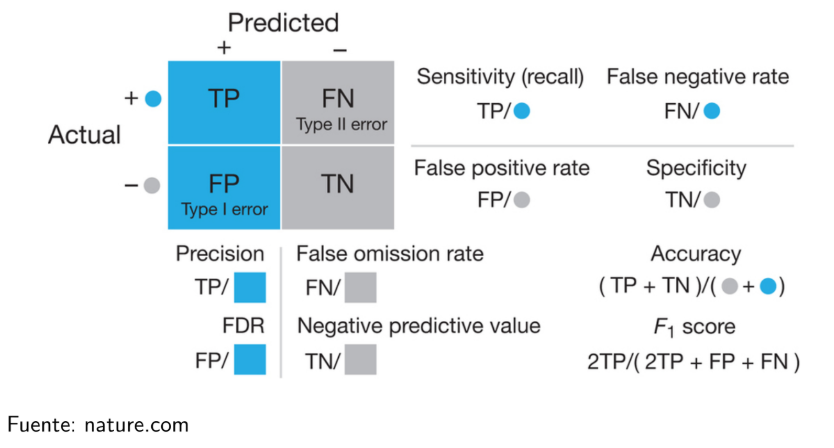 Predicted
+ −
+ TP FN Sensitivity (recall) False negative rate
Type II error TP/ FN/
Actual
− FP TN False positive rate Specificity
Type I error FP/ TN/
Precision False omission rate Accuracy
TP/ FN/ ( TP + TN )/( + )
FDR Negative predictive value F1 score
FP/ TN/ 2TP/( 2TP + FP + FN )
Fuente: nature.com